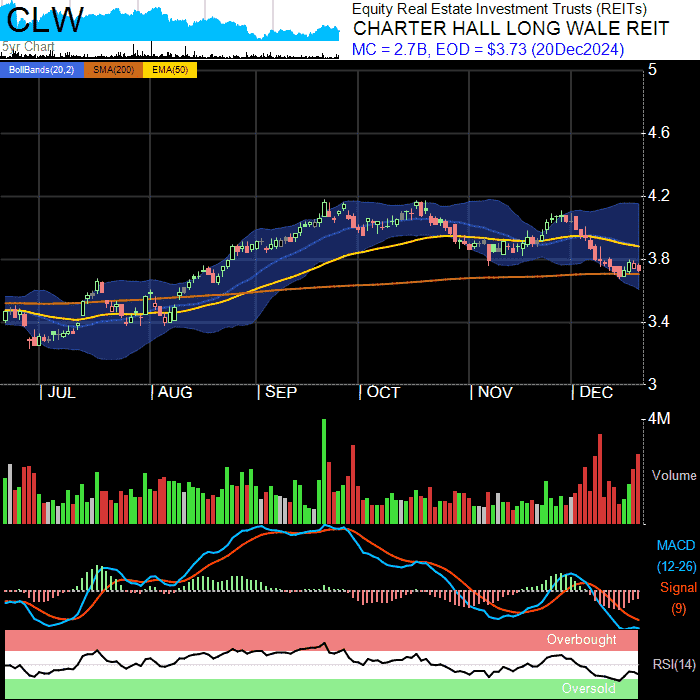 CLW
5yr Chart
Equity Real Estate Investment Trusts (REITs)
CHARTER HALL LONG WALE REIT
MC = 2.7B, EOD = $3.73 (20Dec2024)
BollBands(20,2) SMA(200) EMA(50)
5
4.6
4.2
3.8
3.4
3
JUL AUG SEP OCT NOV DEC
4M
Volume
MACD
(12-26)
Signal
(9)
Overbought
RSI(14)
Oversold